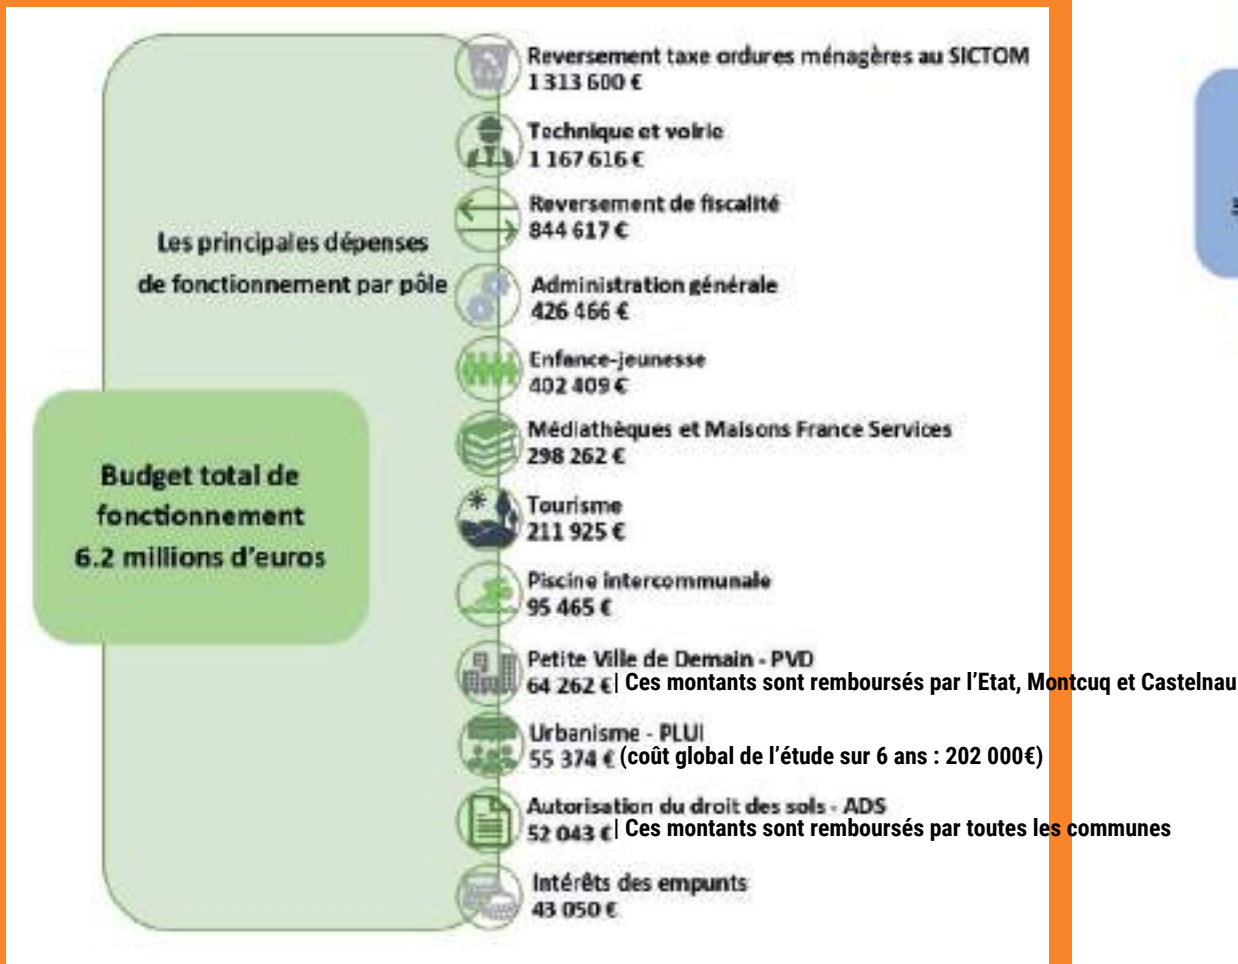 Reversement taxe ordures ménagères au SICTOM
1 313 600 €
Technique et voirie
1 167 616 €
Reversement de fiscalité
844 617 €
Les principales dépenses
de fonctionnement par pôle
Administration générale
426 466 €
Enfance-jeunesse
402 409 €
Médiathèques et Maisons France Services
298 262 €
Budget total de
fonctionnement
6.2 millions d'euros
Tourisme
211 925 €
Piscine intercommunale
95 465 €
Petite Ville de Demain - PVD
64 262 €| Ces montants sont remboursés par l’Etat, Montcuq et Castelnau
Urbanisme - PLUI
55 374 € (coût global de l’étude sur 6 ans : 202 000€)
Autorisation du droit des sols - ADS
52 043 €| Ces montants sont remboursés par toutes les communes
Intérêts des empunts
43 050 €